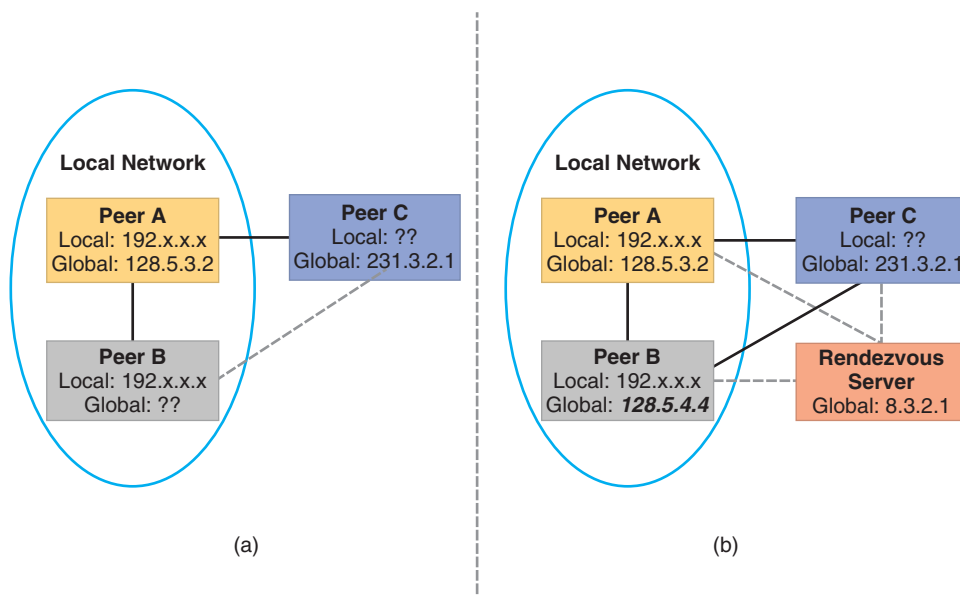 Local Network
Peer A
Local: 192.x.x.x
Global: 128.5.3.2
Peer C
Local: ??
Global: 231.3.2.1
Peer B
Local: 192.x.x.x
Global: ??
(a)
Local Network
Peer A
Local: 192.x.x.x
Global: 128.5.3.2
Peer C
Local: ??
Global: 231.3.2.1
Peer B
Local: 192.x.x.x
Global: 128.5.4.4
Rendezvous
Server
Global: 8.3.2.1
(b)